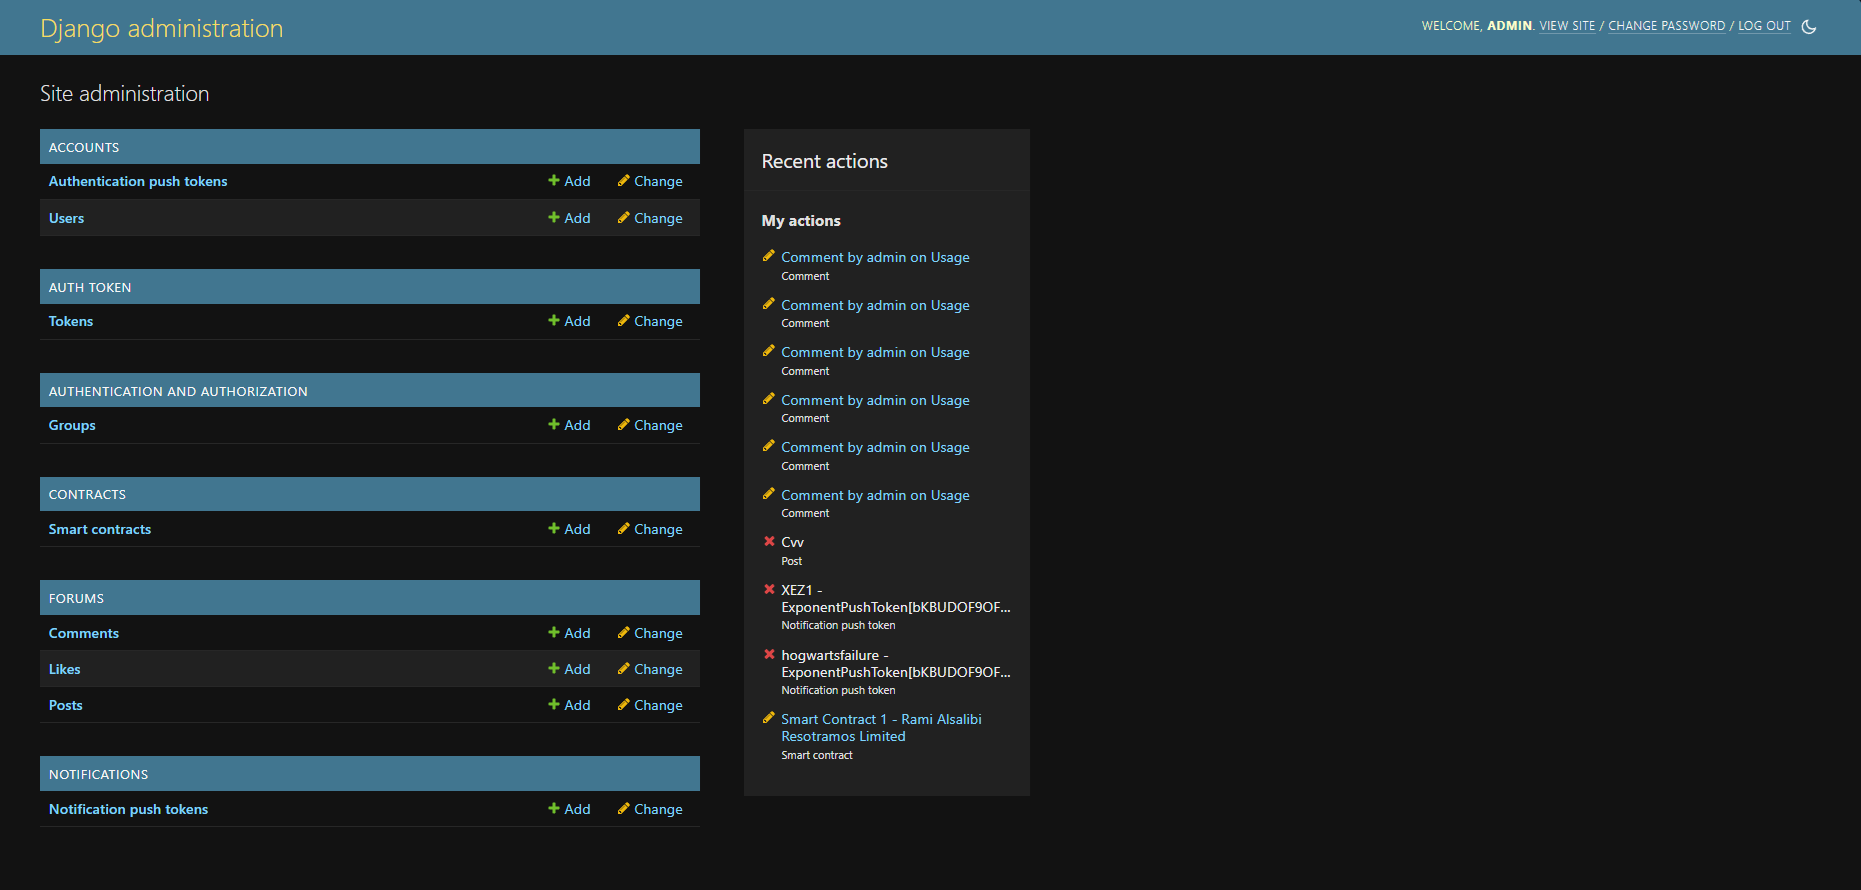 Django administration
WELCOME, ADMIN. VIEW SITE / CHANGE PASSWORD / LOG OUT
Site administration
ACCOUNTS
Authentication push tokens Add Change
Users Add Change
AUTH TOKEN
Tokens Add Change
AUTHENTICATION AND AUTHORIZATION
Groups Add Change
CONTRACTS
Smart contracts Add Change
FORUMS
Comments Add Change
Likes Add Change
Posts Add Change
NOTIFICATIONS
Notification push tokens Add Change
Recent actions
My actions
Comment by admin on Usage
Comment
Comment by admin on Usage
Comment
Comment by admin on Usage
Comment
Comment by admin on Usage
Comment
Comment by admin on Usage
Comment
Comment by admin on Usage
Comment
Cvv
Post
XEZ1 -
ExponentPushToken[bKBUDOF9OF...
Notification push token
hogwartsfailure -
ExponentPushToken[bKBUDOF9OF...
Notification push token
Smart Contract 1 - Rami Alsalibi
Resotramos Limited
Smart contract